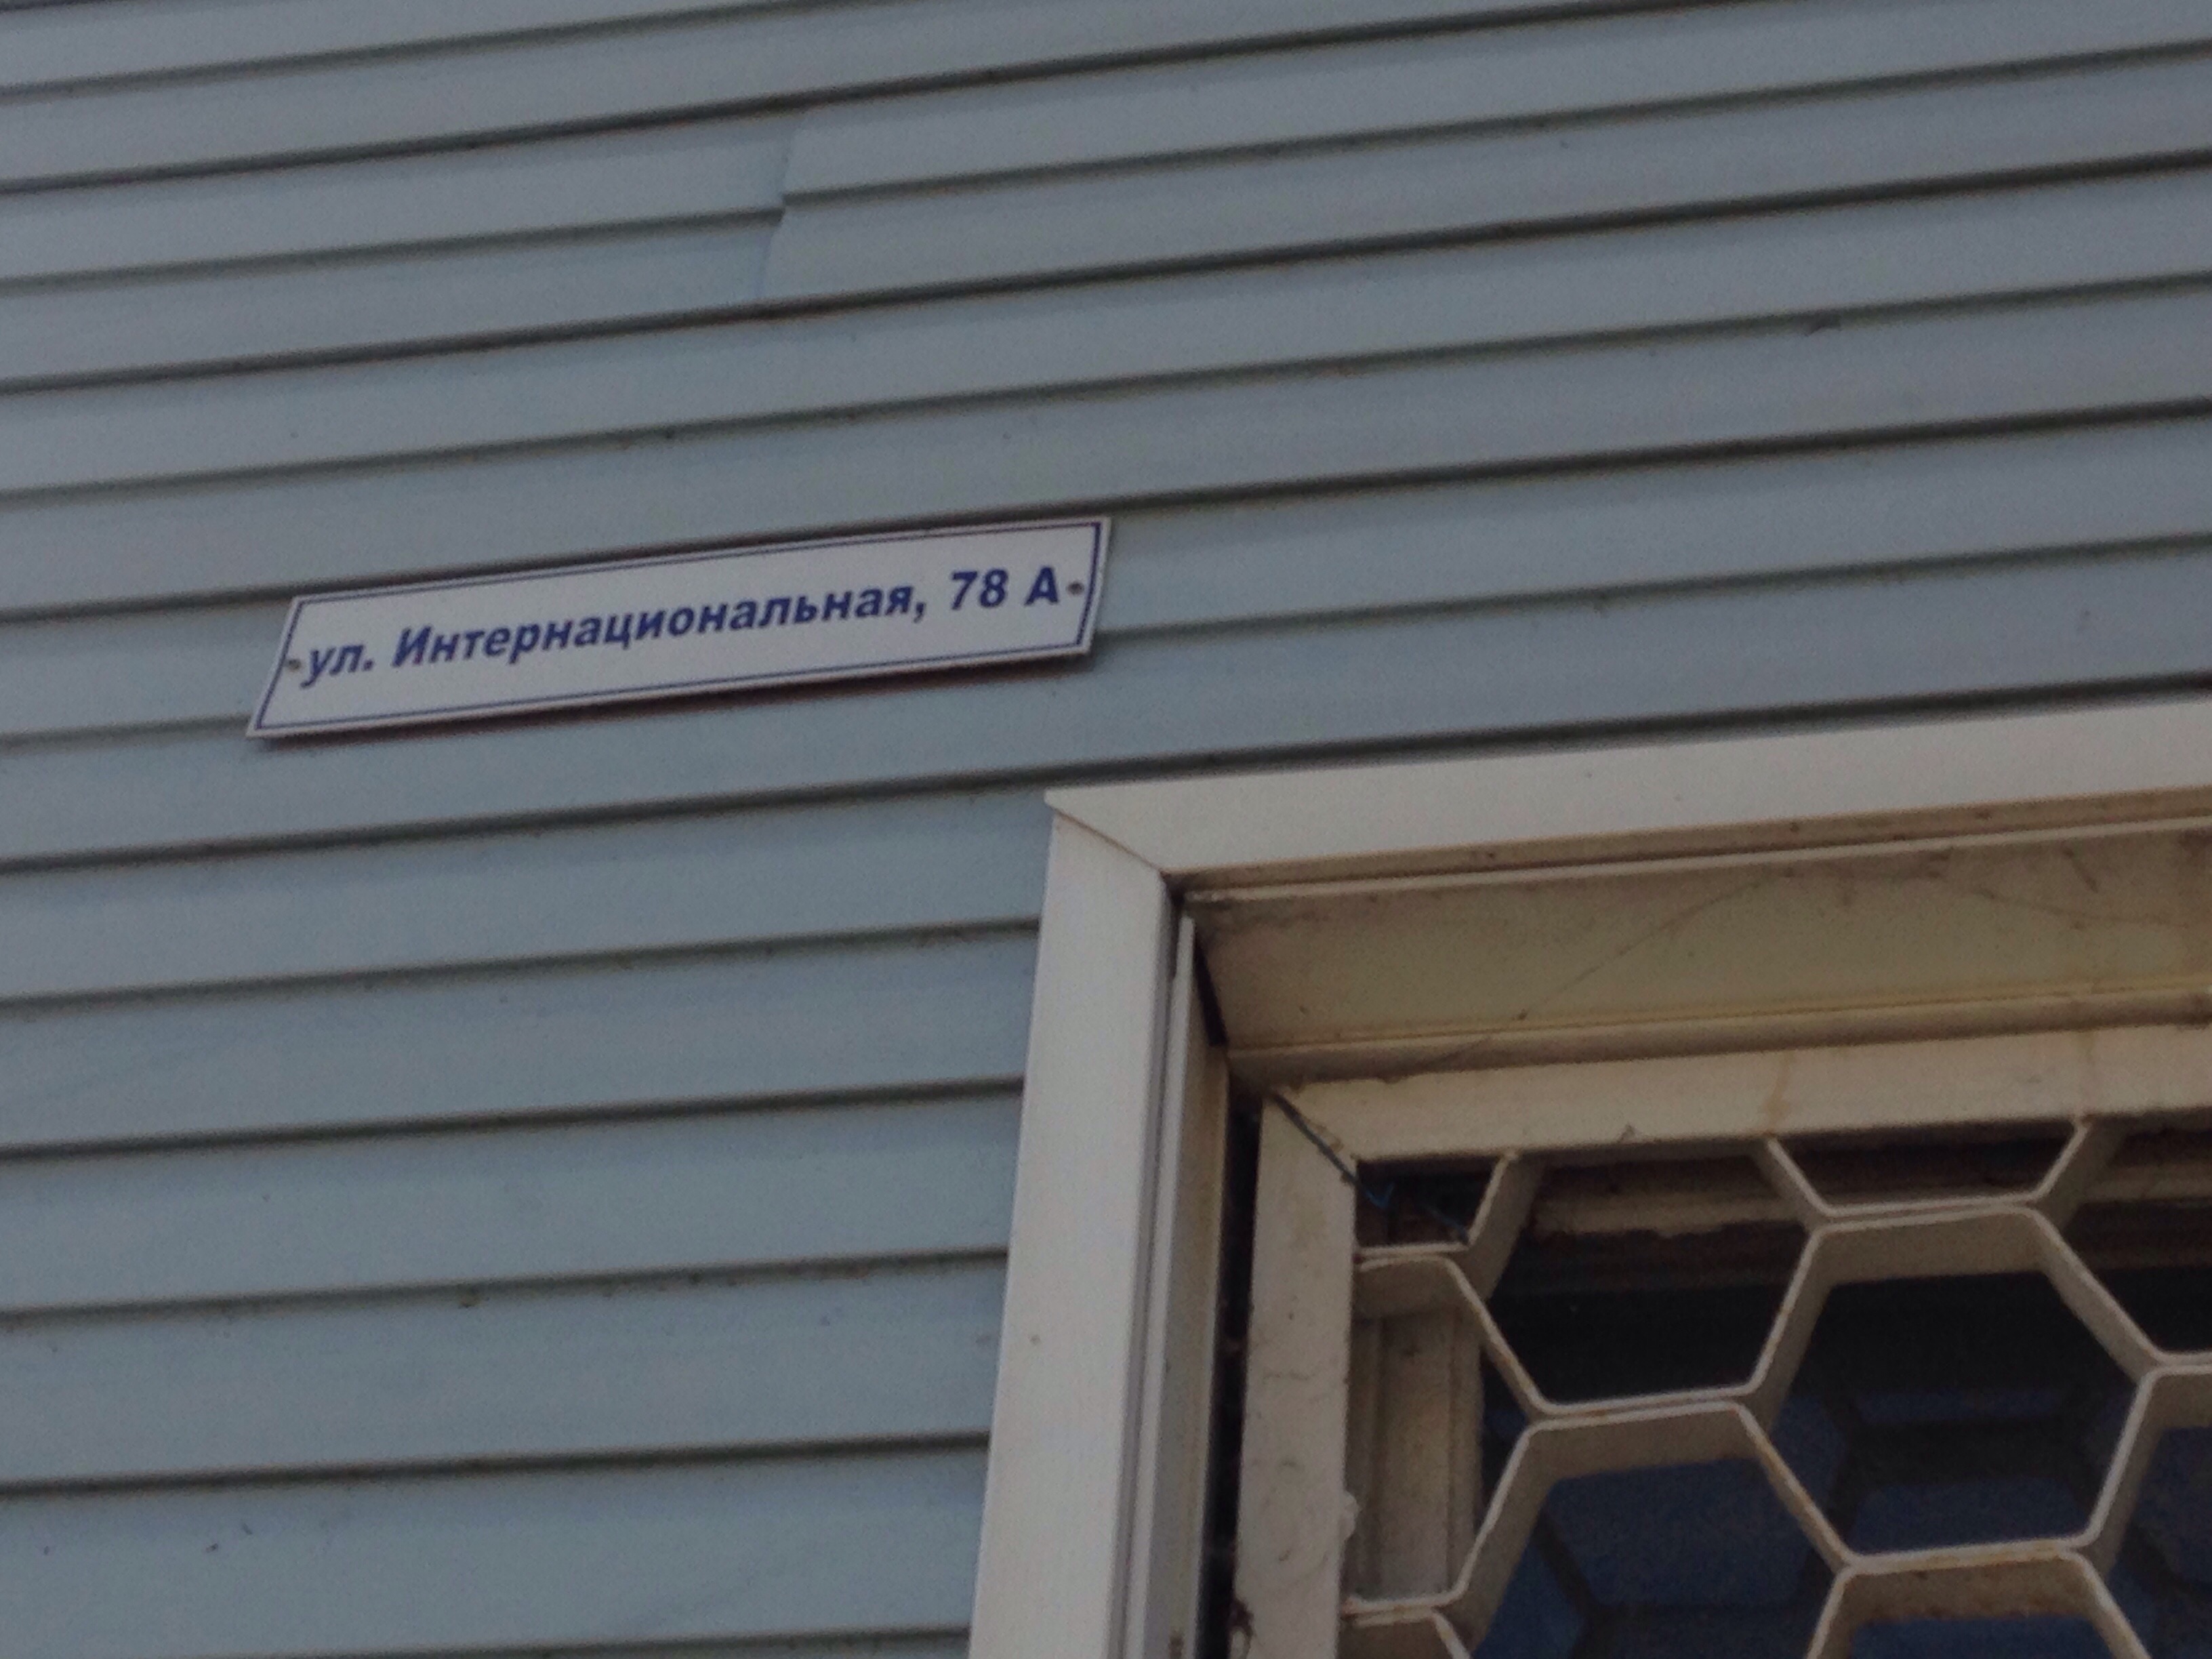 ул. Интернациональная, 78 А